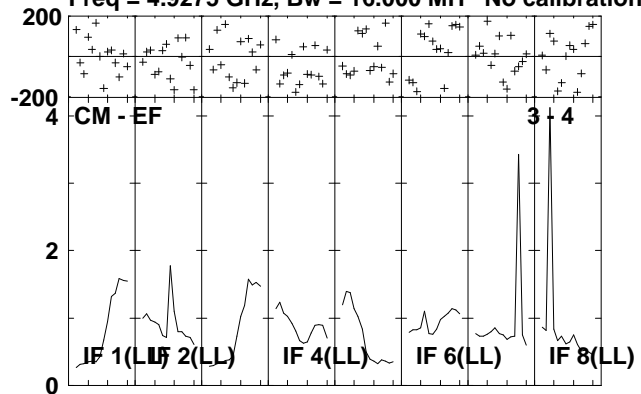 Freq = 4.9275 GHz, Bw = 16.000 MH No calibration
200
-200
CM - EF
3 - 4
4
2
0
IF 1(LL)
IF 2(LL)
IF 4(LL)
IF 6(LL)
IF 8(LL)